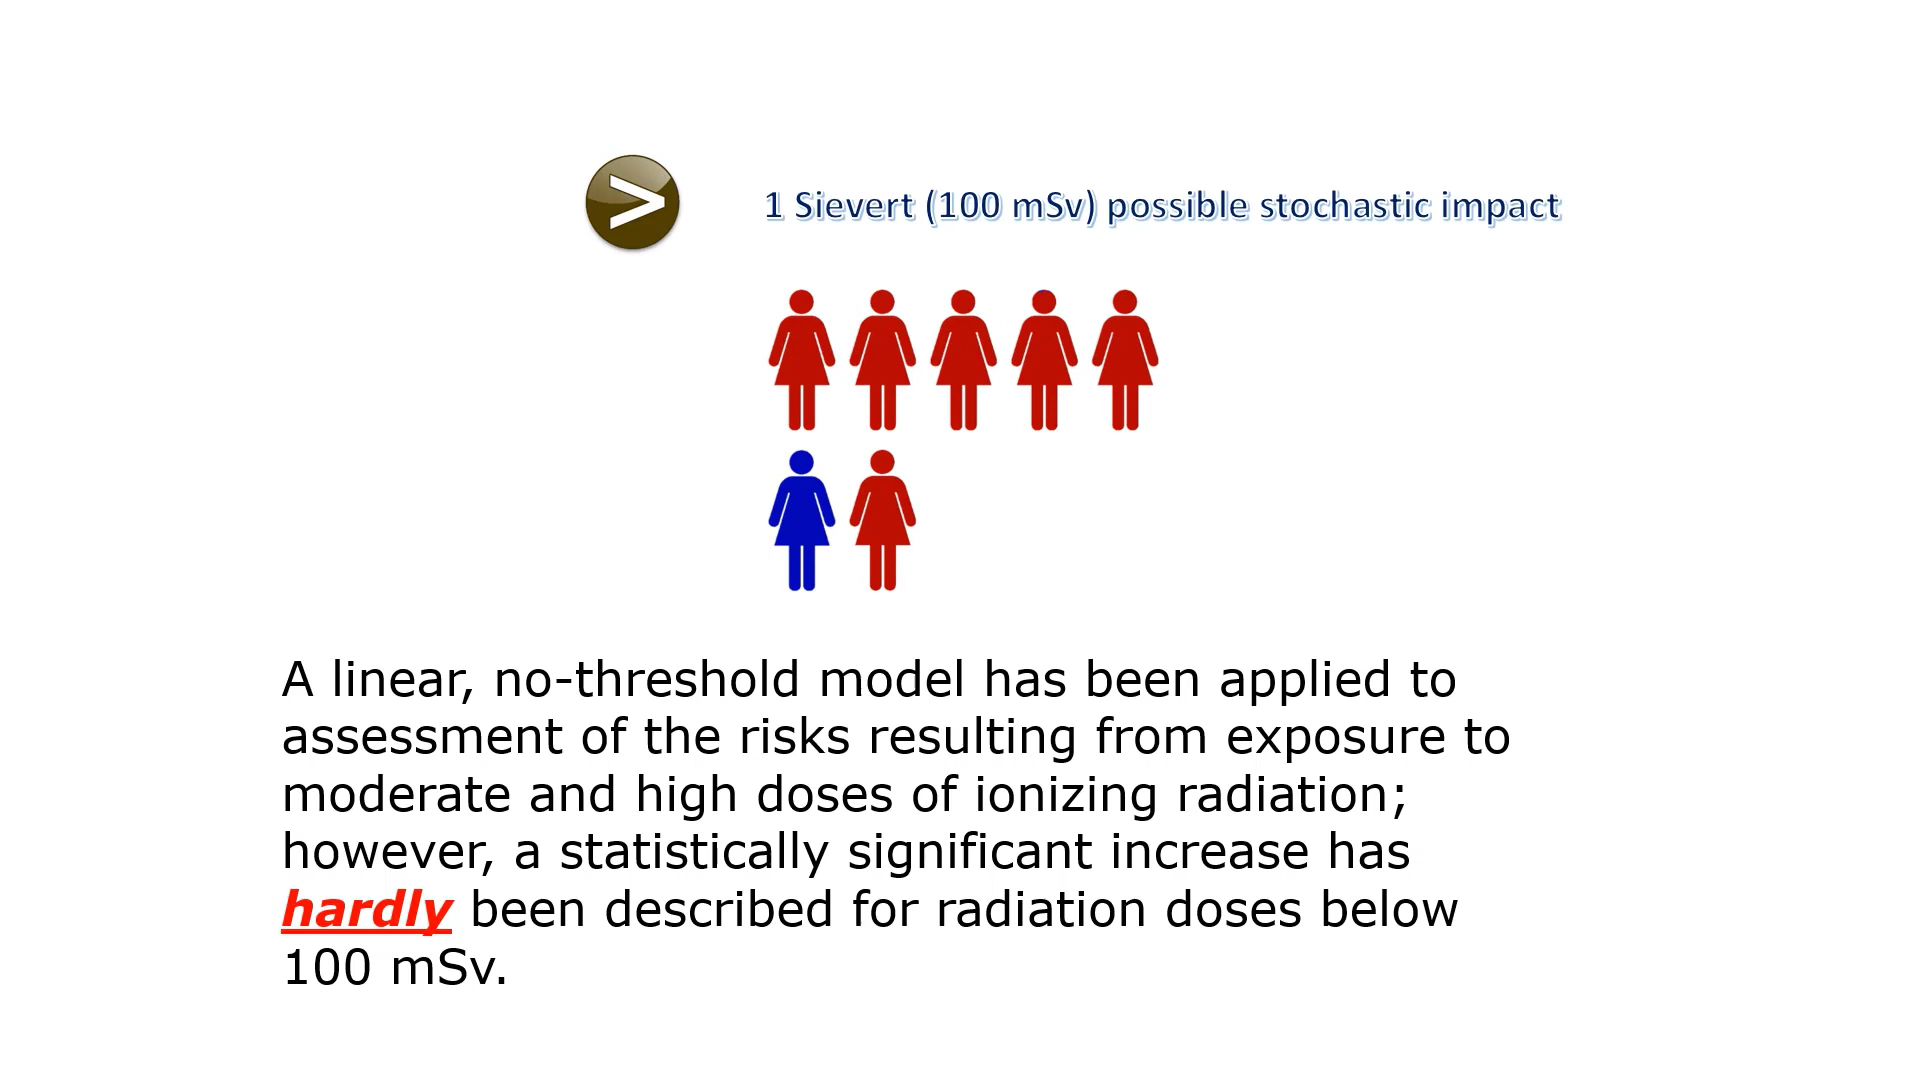 > 1 Sievert (100 mSv) possible stochastic impact
A linear, no-threshold model has been applied to
assessment of the risks resulting from exposure to
moderate and high doses of ionizing radiation;
however, a statistically significant increase has
hardly been described for radiation doses below
100 mSv.